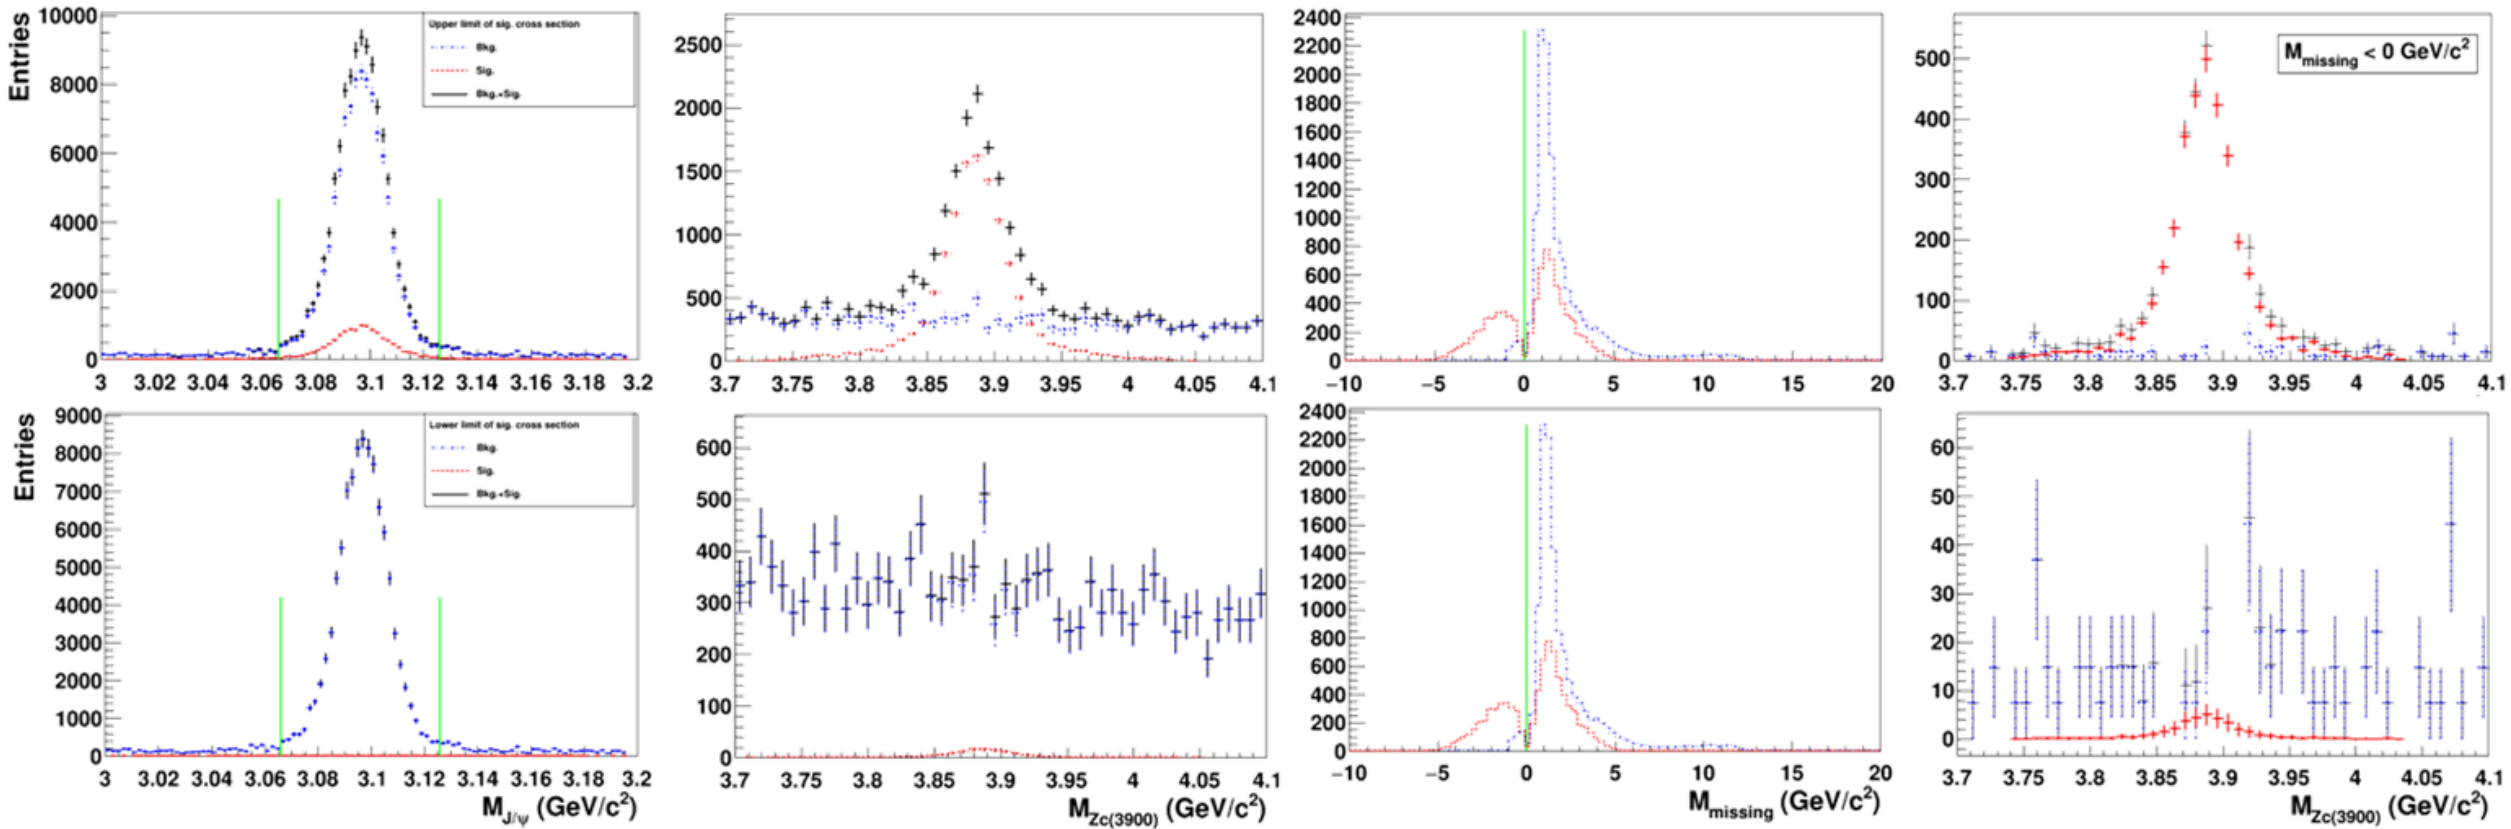 Entries
10000
8000
6000
4000
2000
0
3 3.02 3.04 3.06 3.08 3.1 3.12 3.14 3.16 3.18 3.2
Upper limit of sig. cross section
Bkg.
Sig.
Bkg.+Sig.
2500
2000
1500
1000
500
0
3.7 3.75 3.8 3.85 3.9 3.95 4 4.05 4.1
2400
2200
2000
1800
1600
1400
1200
1000
800
600
400
200
0
−10 −5 0 5 10 15 20
M_missing < 0 GeV/c²
500
400
300
200
100
0
3.7 3.75 3.8 3.85 3.9 3.95 4 4.05 4.1
Entries
9000
8000
7000
6000
5000
4000
3000
2000
1000
0
3 3.02 3.04 3.06 3.08 3.1 3.12 3.14 3.16 3.18 3.2
M_J/ψ (GeV/c²)
Lower limit of sig. cross section
Bkg.
Sig.
Bkg.+Sig.
600
500
400
300
200
100
0
3.7 3.75 3.8 3.85 3.9 3.95 4 4.05 4.1
M_Zc(3900) (GeV/c²)
2400
2200
2000
1800
1600
1400
1200
1000
800
600
400
200
0
−10 −5 0 5 10 15 20
M_missing (GeV/c²)
60
50
40
30
20
10
0
3.7 3.75 3.8 3.85 3.9 3.95 4 4.05 4.1
M_Zc(3900) (GeV/c²)